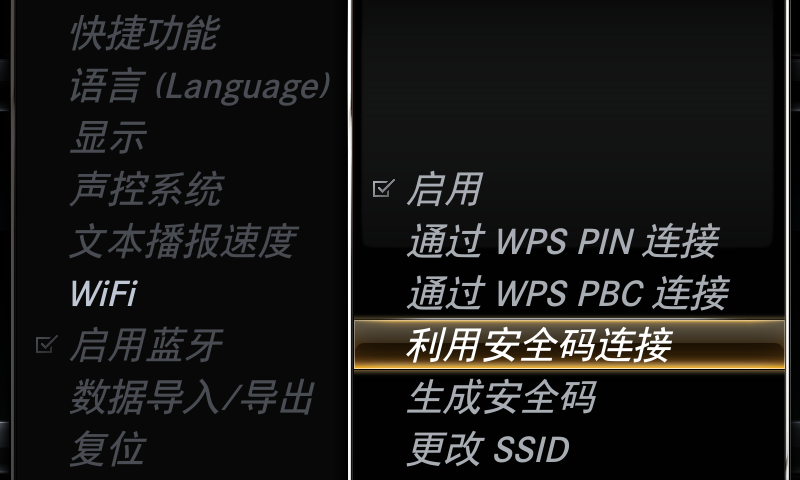 快捷功能
语言 (Language)
显示
声控系统
文本播报速度
WiFi
启用蓝牙
数据导入/导出
复位
启用
通过 WPS PIN 连接
通过 WPS PBC 连接
利用安全码连接
生成安全码
更改 SSID